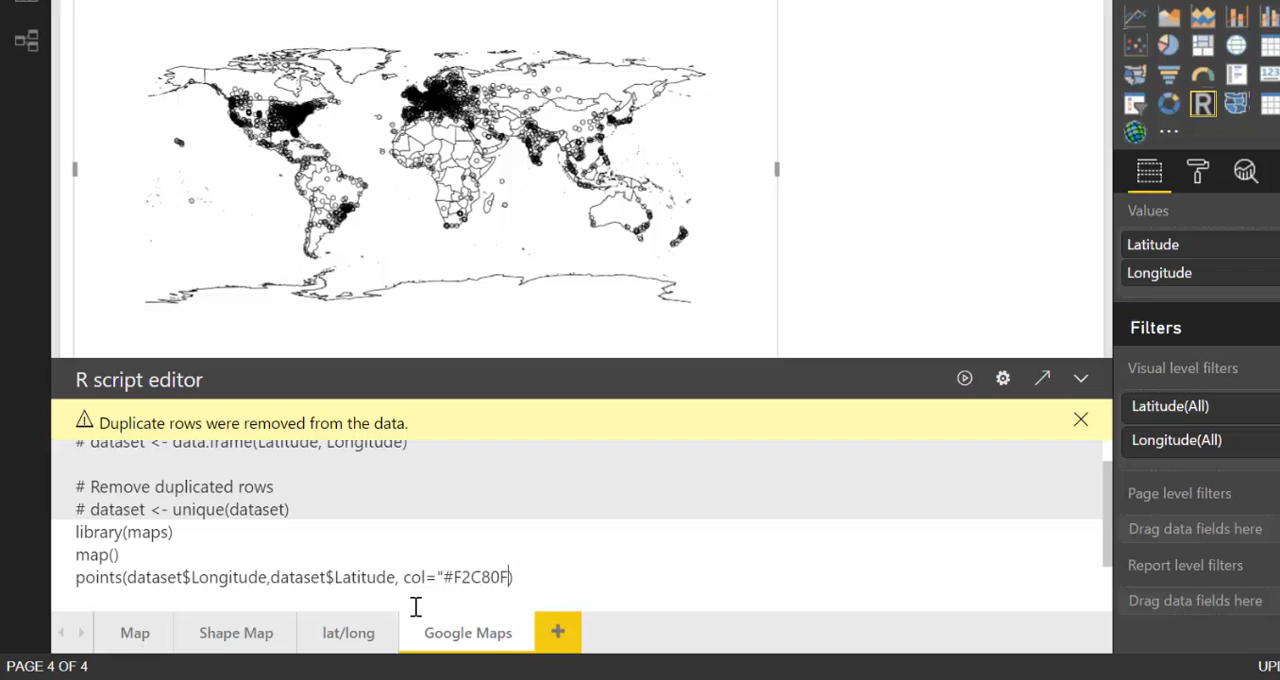 Values
Latitude
Longitude
Filters
Visual level filters
Latitude(All)
Longitude(All)
Page level filters
Drag data fields here
Report level filters
Drag data fields here
R script editor
Duplicate rows were removed from the data.
# dataset <- data.frame(Latitude, Longitude)
# Remove duplicated rows
# dataset <- unique(dataset)
library(maps)
map()
points(dataset$Longitude,dataset$Latitude, col="#F2C80F)
Map
Shape Map
lat/long
Google Maps
PAGE 4 OF 4